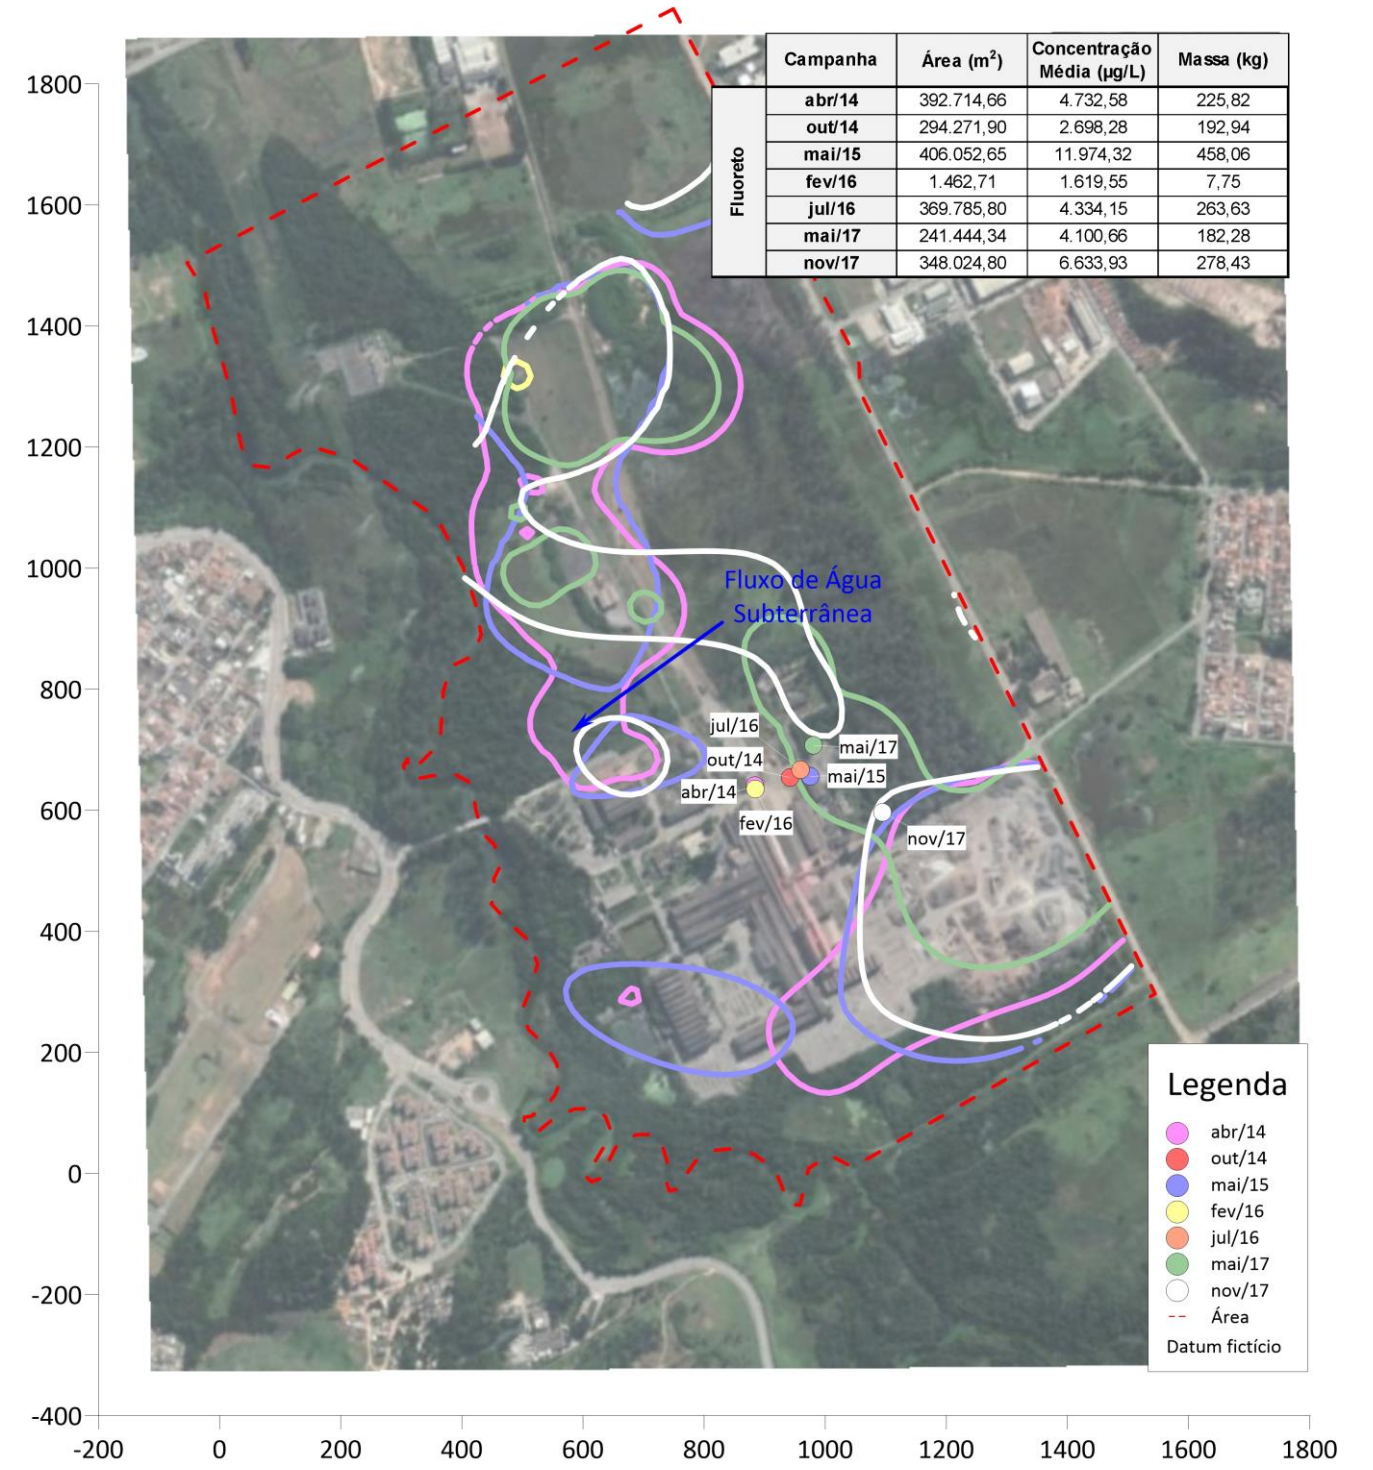 Campanha Área (m²) Concentração Média (µg/L) Massa (kg)
Fluoreto
abr/14 392.714,66 4.732,58 225,82
out/14 294.271,90 2.698,28 192,94
mai/15 406.052,65 11.974,32 458,06
fev/16 1.462,71 1.619,55 7,75
jul/16 369.785,80 4.334,15 263,63
mai/17 241.444,34 4.100,66 182,28
nov/17 348.024,80 6.633,93 278,43
1800
1600
1400
1200
1000
800
600
400
200
0
-200
-400
Fluxo de Água
Subterrânea
jul/16
mai/17
out/14
mai/15
abr/14
fev/16
nov/17
Legenda
abr/14
out/14
mai/15
fev/16
jul/16
mai/17
nov/17
Área
Datum fictício
-200 0 200 400 600 800 1000 1200 1400 1600 1800